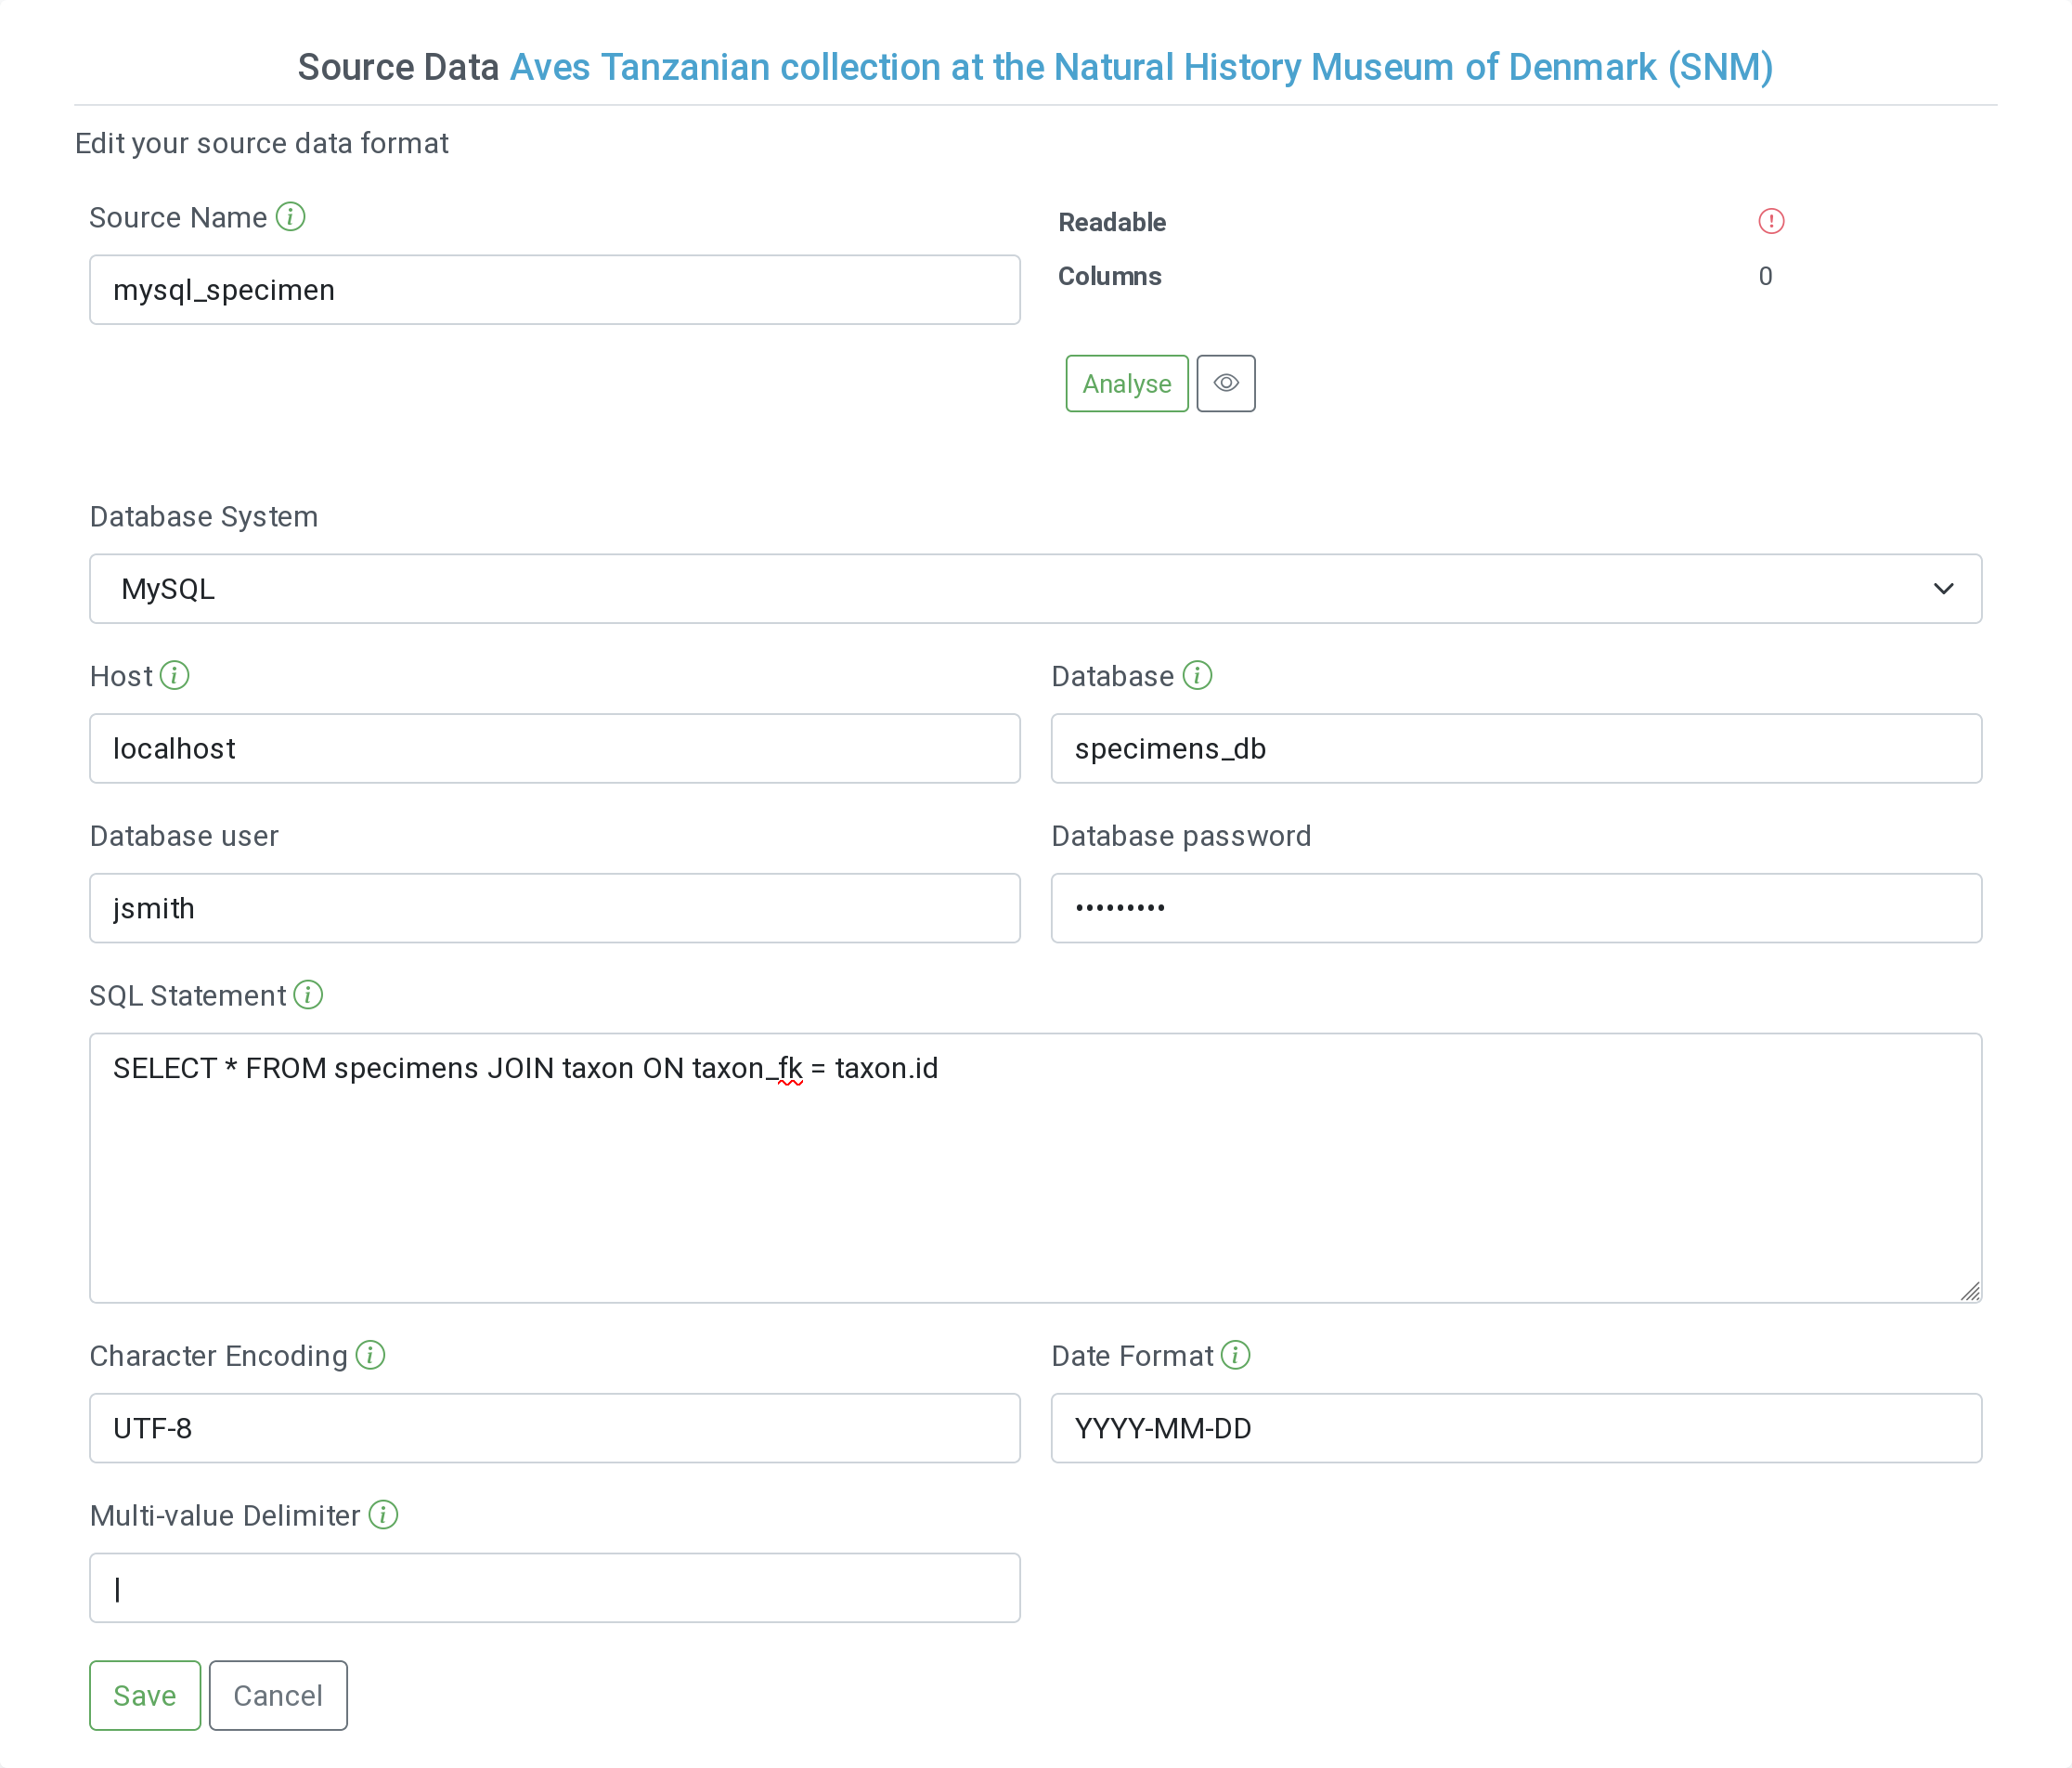 Source Data Aves Tanzanian collection at the Natural History Museum of Denmark (SNM)
Edit your source data format
Source Name
mysql_specimen
Readable
Columns 0
Analyse
Database System
MySQL
Host
localhost
Database
specimens_db
Database user
jsmith
Database password
•••••••••
SQL Statement
SELECT * FROM specimens JOIN taxon ON taxon_fk = taxon.id
Character Encoding
UTF-8
Date Format
YYYY-MM-DD
Multi-value Delimiter
|
Save Cancel